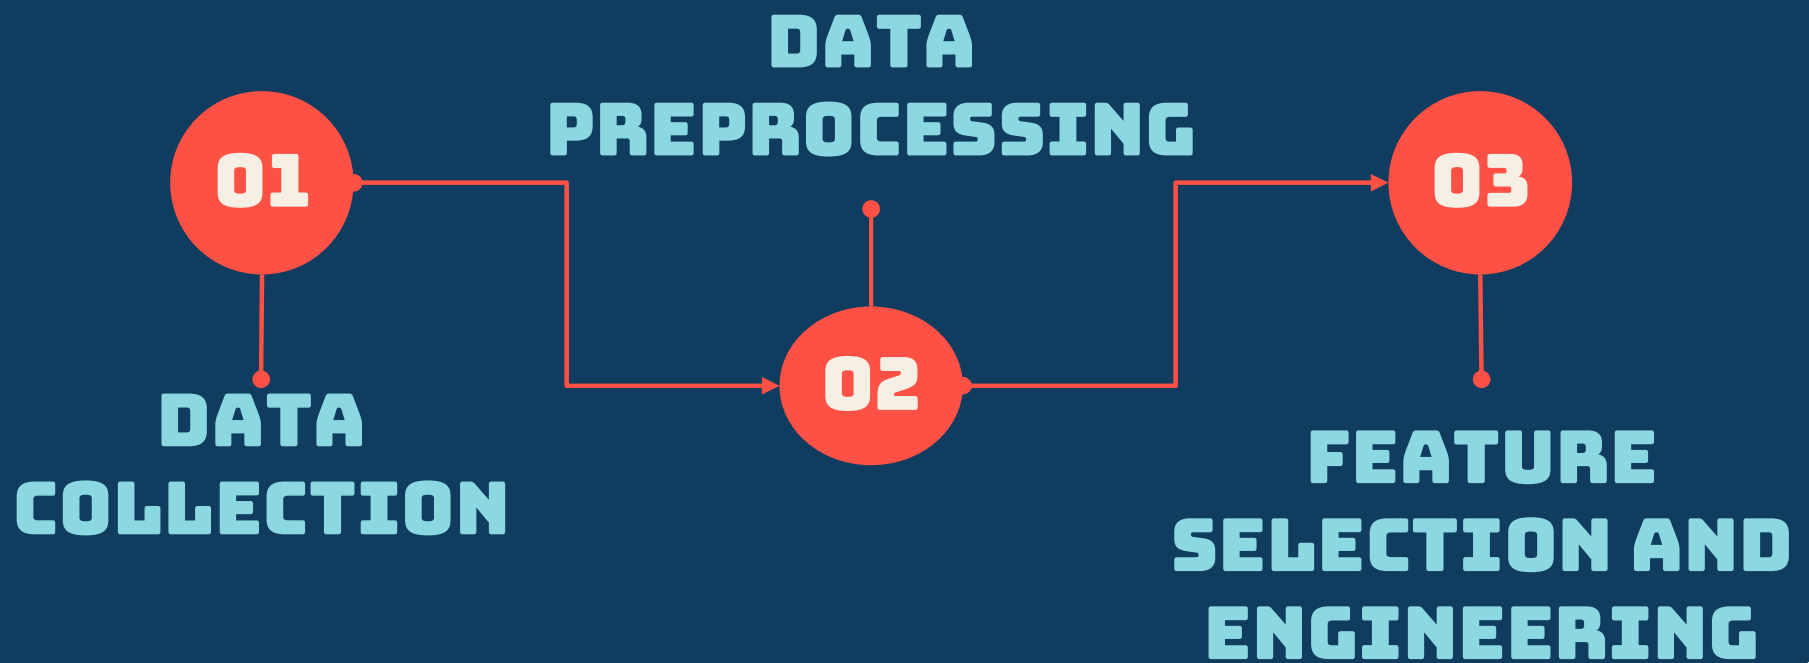 01
DATA
COLLECTION
DATA
PREPROCESSING
02
03
FEATURE
SELECTION AND
ENGINEERING